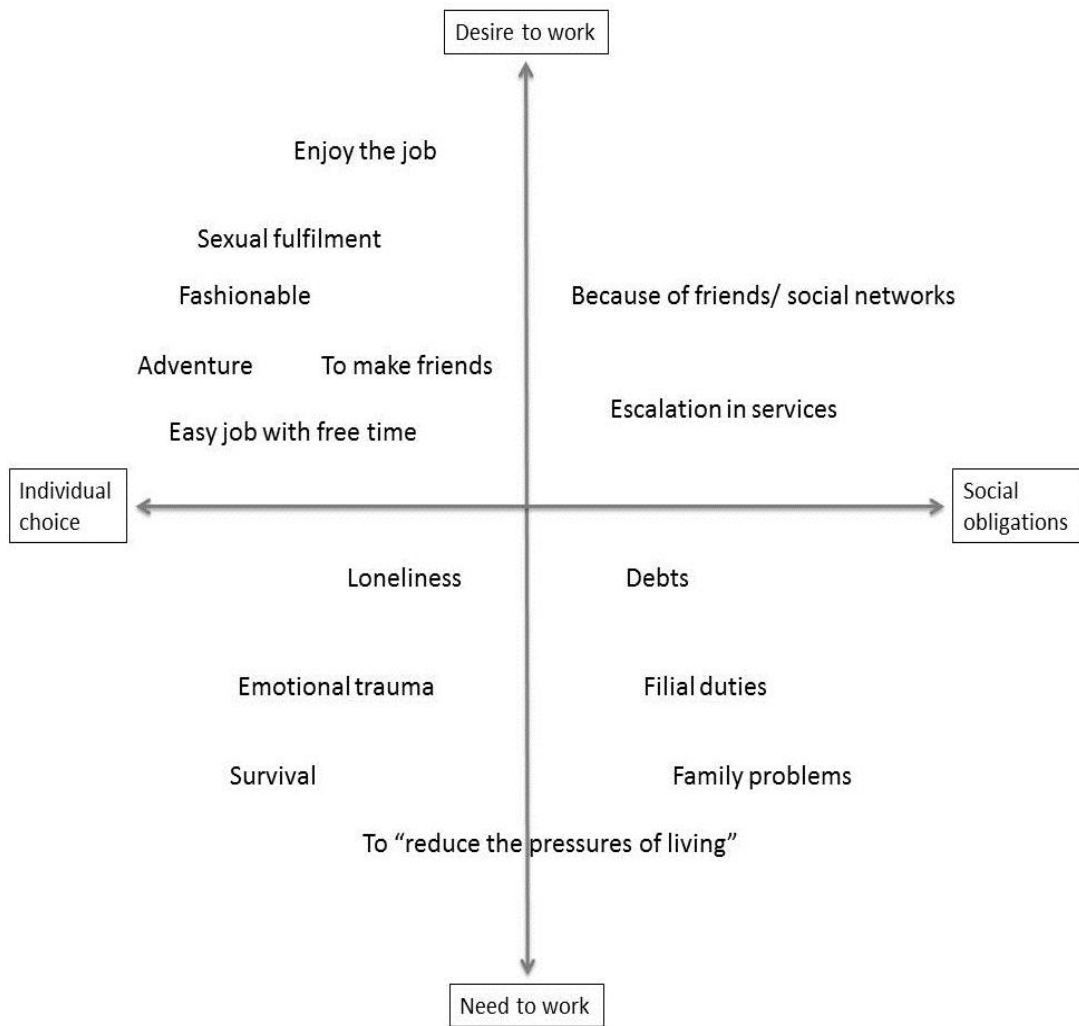 Desire to work
Enjoy the job
Sexual fulfilment
Fashionable
Because of friends/ social networks
Adventure
To make friends
Escalation in services
Easy job with free time
Individual
choice
Social
obligations
Loneliness
Debts
Emotional trauma
Filial duties
Survival
Family problems
To “reduce the pressures of living”
Need to work